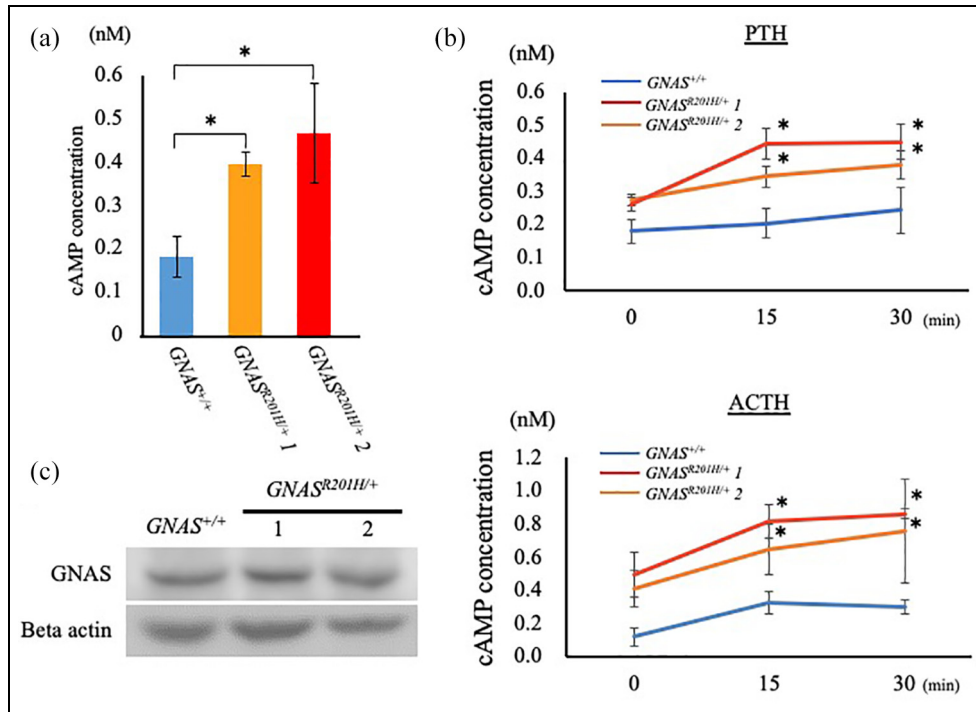 (a)
(nM)
*
*
0.6
0.5
0.4
0.2
0.1
0
cAMP concentration
GNAS+/+
GNASR201H/+ 1
GNASR201H/+ 2
(b)
PTH
(nM)
GNAS+/+
GNASR201H/+ 1
GNASR201H/+ 2
0.6
0.5
0.4
0.3
0.2
0.1
0.0
cAMP concentration
*
*
*
*
0 15 30 (min)
ACTH
(nM)
GNAS+/+
GNASR201H/+ 1
GNASR201H/+ 2
1.2
1.0
0.8
0.6
0.4
0.2
0.0
cAMP concentration
*
*
*
*
0 15 30 (min)
(c)
GNASR201H/+
GNAS+/+ 1 2
GNAS
Beta actin